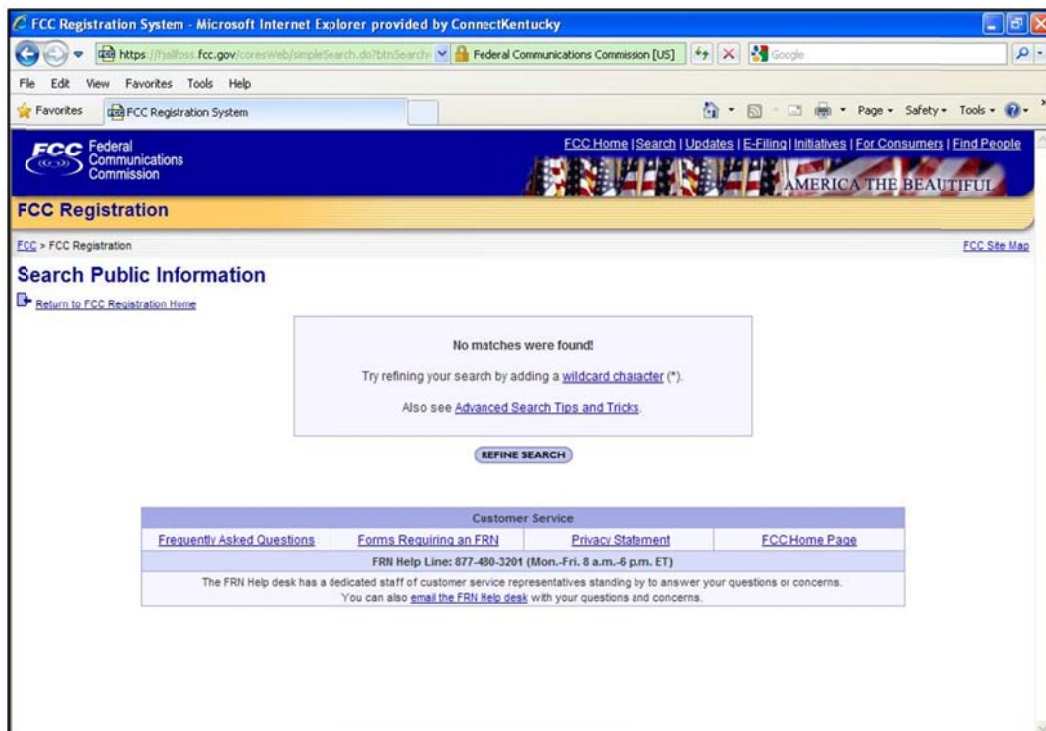 FCC Registration System - Microsoft Internet Explorer provided by ConnectKentucky
https://fjallfoss.fcc.gov/coresWeb/simpleSearch.do?btnSearch= Federal Communications Commission [US] Google
File Edit View Favorites Tools Help
Favorites FCC Registration System Page Safety Tools
FCC Federal Communications Commission
FCC Home | Search | Updates | E-Filing | Initiatives | For Consumers | Find People
AMERICA THE BEAUTIFUL
FCC Registration
FCC > FCC Registration FCC Site Map
Search Public Information
Return to FCC Registration Home
No matches were found!
Try refining your search by adding a wildcard character (*).
Also see Advanced Search Tips and Tricks.
REFINE SEARCH
Customer Service
Frequently Asked Questions Forms Requiring an FRN Privacy Statement FCC Home Page
FRN Help Line: 877-480-3201 (Mon.-Fri. 8 a.m.-6 p.m. ET)
The FRN Help desk has a dedicated staff of customer service representatives standing by to answer your questions or concerns.
You can also email the FRN Help desk with your questions and concerns.